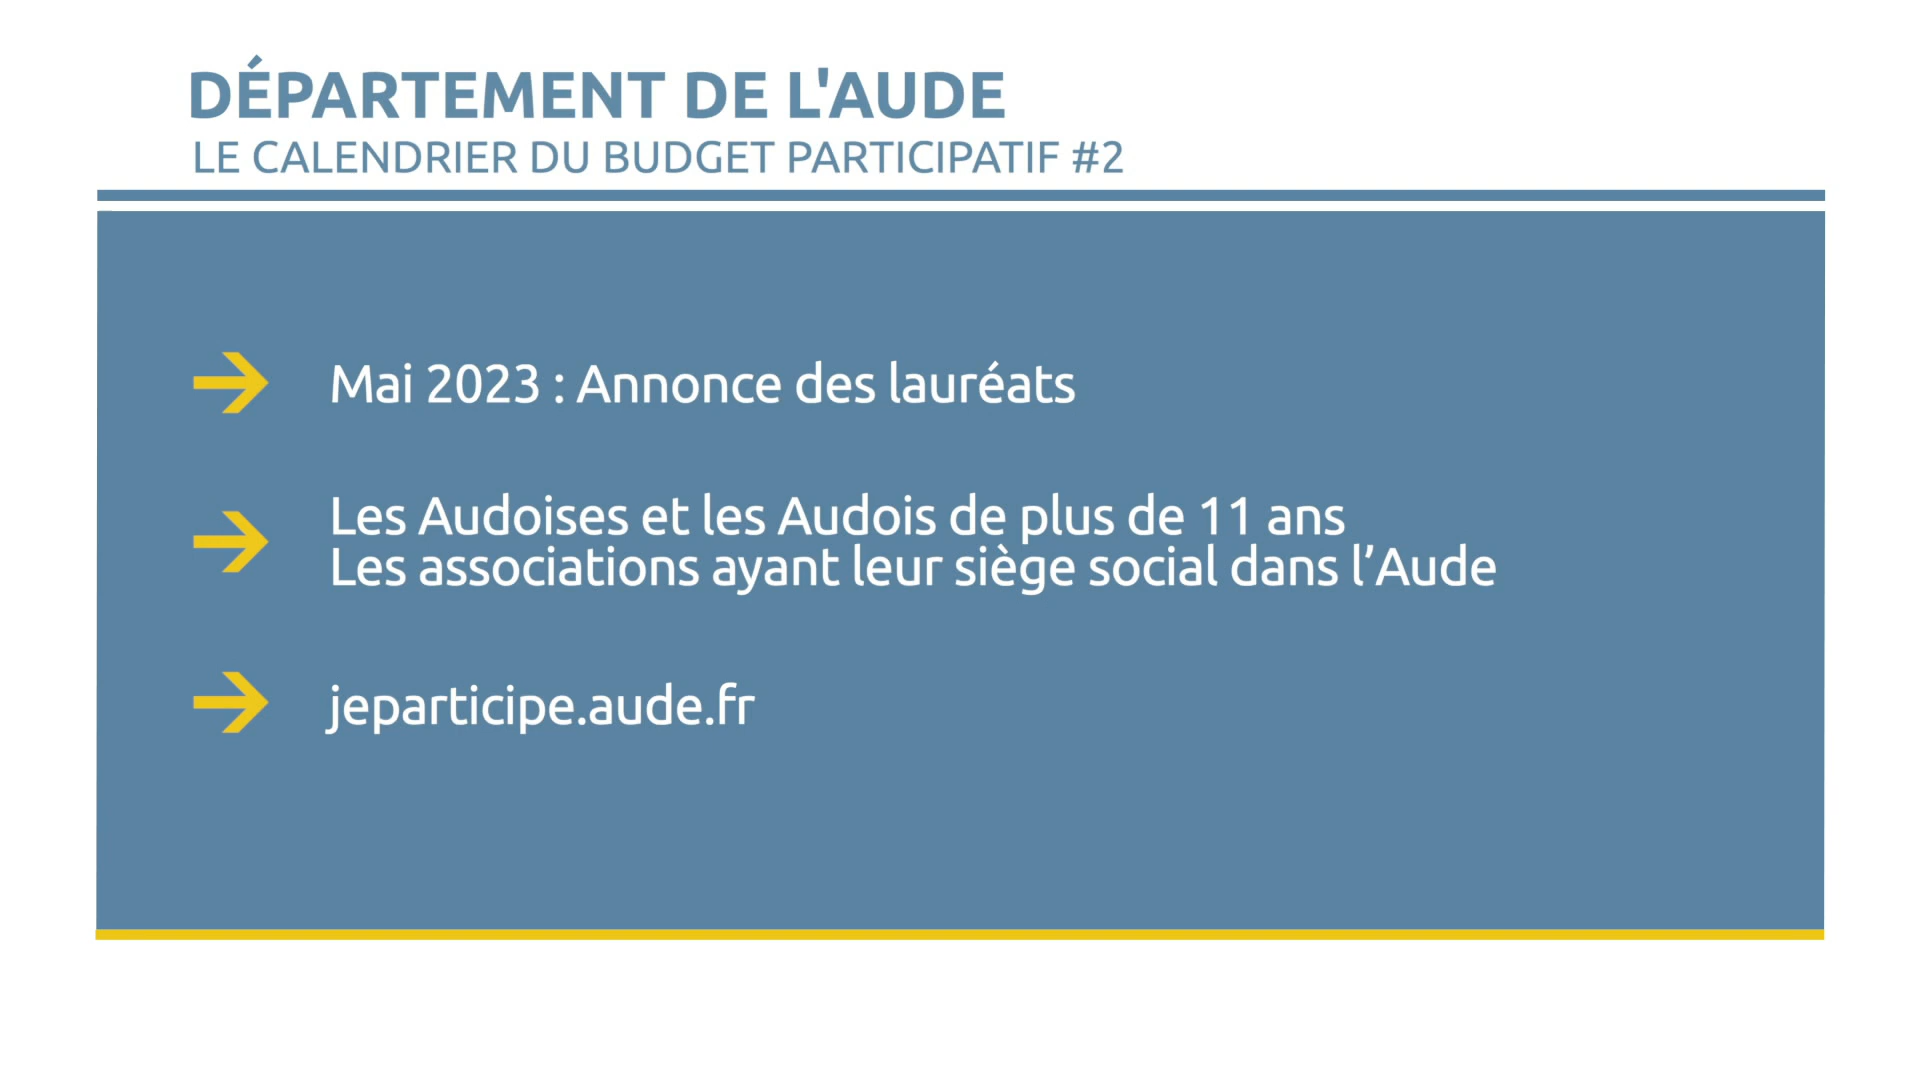 DÉPARTEMENT DE L'AUDE
LE CALENDRIER DU BUDGET PARTICIPATIF #2
Mai 2023 : Annonce des lauréats
Les Audoises et les Audois de plus de 11 ans
Les associations ayant leur siège social dans l’Aude
jeparticipe.aude.fr